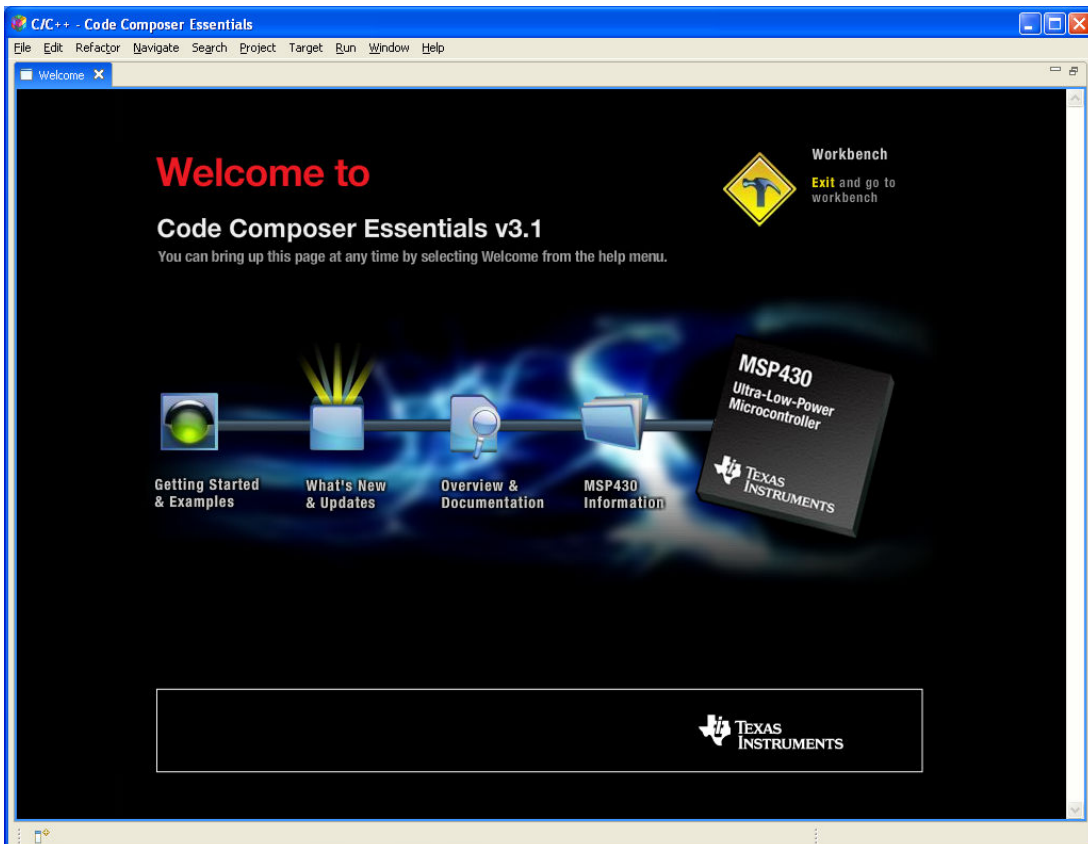 C/C++ - Code Composer Essentials
File Edit Refactor Navigate Search Project Target Run Window Help
Welcome
Welcome to
Code Composer Essentials v3.1
You can bring up this page at any time by selecting Welcome from the help menu.
Workbench
Exit and go to
workbench
Getting Started
& Examples
What's New
& Updates
Overview &
Documentation
MSP430
Information
MSP430
Ultra-Low-Power
Microcontroller
TEXAS
INSTRUMENTS
TEXAS
INSTRUMENTS